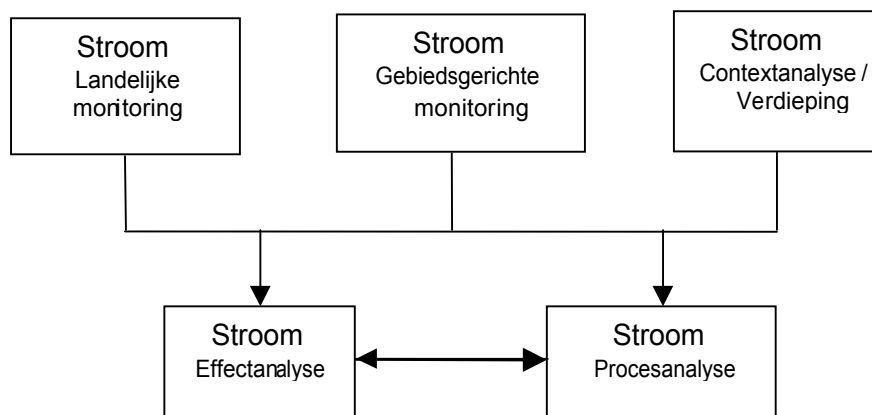 Stroom
Landelijke
monitoring
Stroom
Gebiedsgerichte
monitoring
Stroom
Contextanalyse /
Verdieping
Stroom
Effectanalyse
Stroom
Procesanalyse